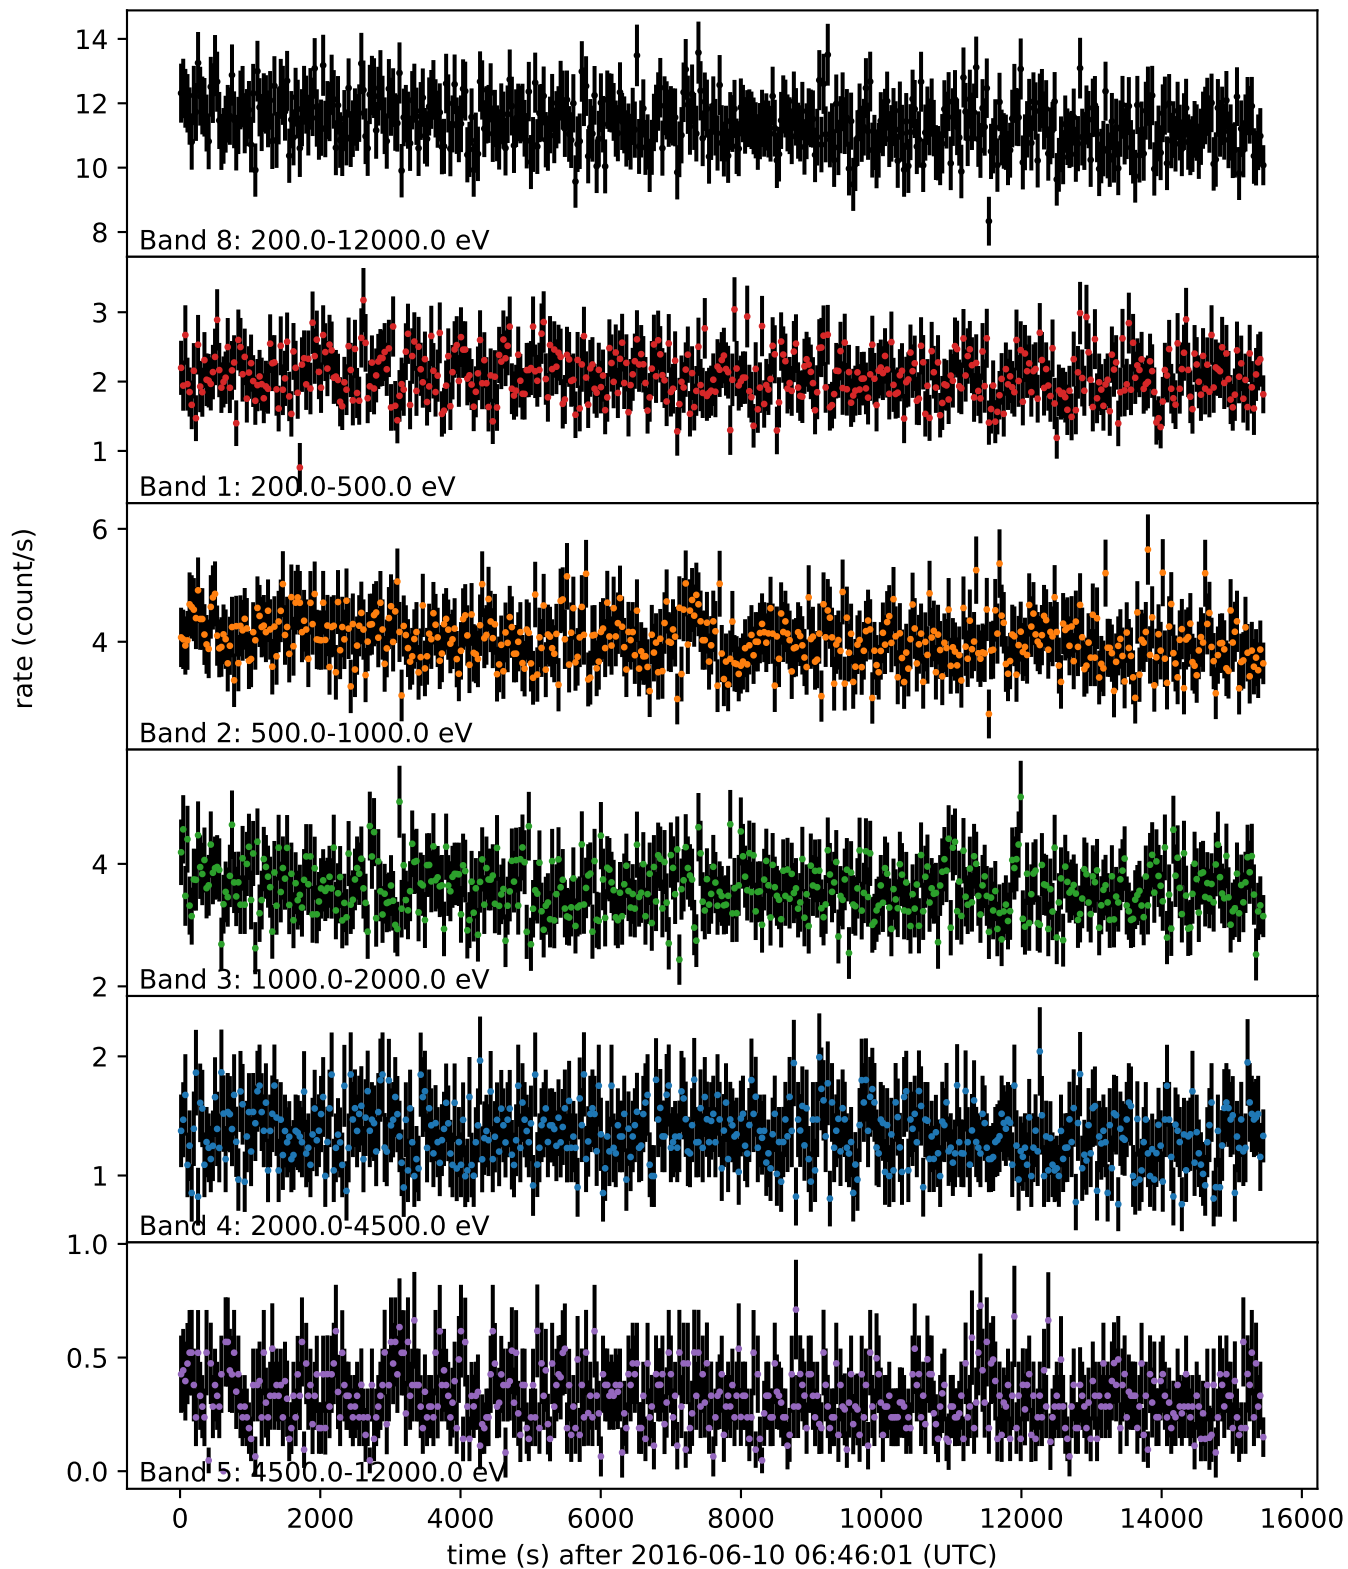 14
12
10
8
Band 8: 200.0-12000.0 eV
3
2
1
Band 1: 200.0-500.0 eV
6
4
Band 2: 500.0-1000.0 eV
rate (count/s)
4
2
Band 3: 1000.0-2000.0 eV
2
1
Band 4: 2000.0-4500.0 eV
1.0
0.5
0.0
Band 5: 4500.0-12000.0 eV
0 2000 4000 6000 8000 10000 12000 14000 16000
time (s) after 2016-06-10 06:46:01 (UTC)